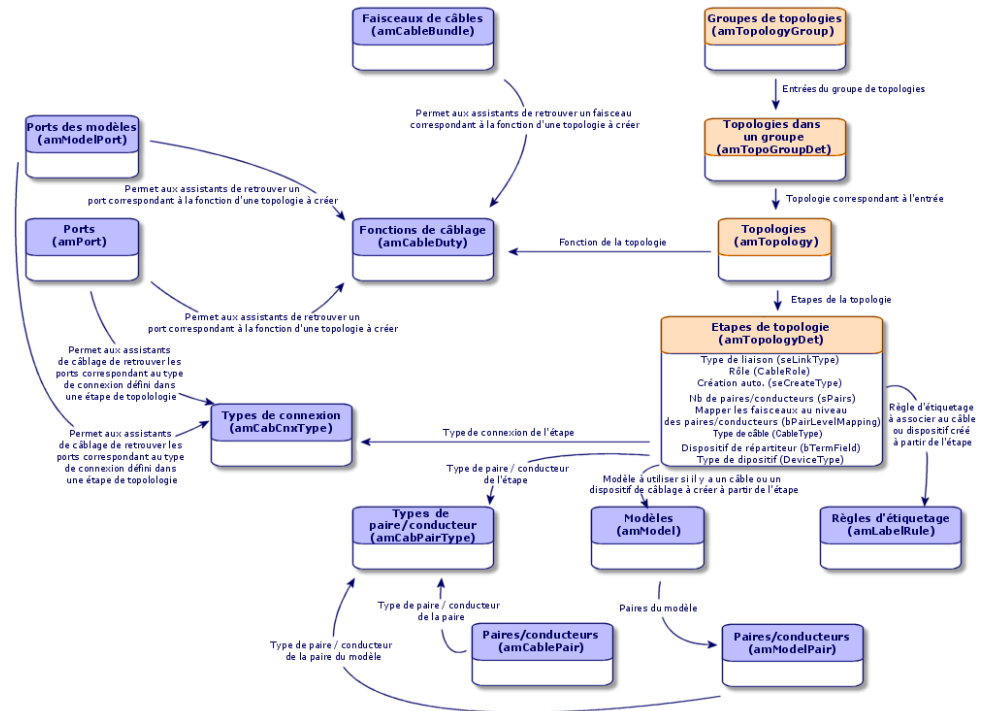 Faisceaux de câbles
(amCableBundle)
Groupes de topologies
(amTopologyGroup)
Entrées du groupe de topologies
Permet aux assistants de retrouver un faisceau
correspondant à la fonction d'une topologie à créer
Ports des modèles
(amModelPort)
Topologies dans
un groupe
(amTopoGroupDet)
Permet aux assistants de retrouver un
port correspondant à la fonction d'une topologie à créer
Topologie correspondant à l'entrée
Ports
(amPort)
Fonctions de câblage
(amCableDuty)
Fonction de la topologie
Topologies
(amTopology)
Etapes de la topologie
Permet aux assistants de retrouver un
port correspondant à la fonction d'une topologie à créer
Etapes de topologie
(amTopologyDet)
Type de liaison (seLinkType)
Rôle (CableRole)
Création auto. (seCreateType)
Nb de paires/conducteurs (sPairs)
Mapper les faisceaux au niveau
des paires/conducteurs (bPairLevelMapping)
Type de câble (CableType)
Dispositif de répartiteur (bTermField)
Type de dipositif (DeviceType)
Permet aux assistants
de câblage de retrouver les
ports correspondant au type
de connexion défini dans
une étape de topolologie
Règle d'étiquetage
à associer au câble
ou dispositif créé
à partir de l'étape
Types de connexion
(amCabCnxType)
Type de connexion de l'étape
Permet aux assistants
de câblage de retrouver les
ports correspondant au type
de connexion défini dans
une étape de topolologie
Type de paire / conducteur
de l'étape
Modèle à utiliser si il y a un câble ou un
dispositif de câblage à créer à partir de l'étape
Types de
paire/conducteur
(amCabPairType)
Modèles
(amModel)
Règles d'étiquetage
(amLabelRule)
Type de paire / conducteur
de la paire
Paires du modèle
Type de paire / conducteur
de la paire du modèle
Paires/conducteurs
(amCablePair)
Paires/conducteurs
(amModelPair)